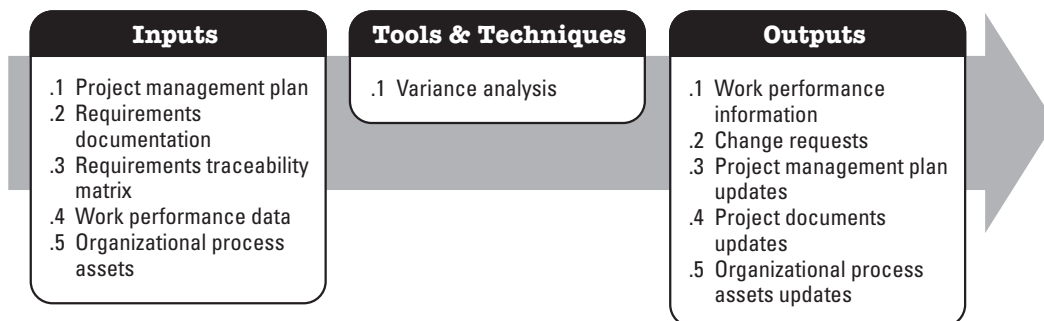 Inputs
.1 Project management plan
.2 Requirements
documentation
.3 Requirements traceability
matrix
.4 Work performance data
.5 Organizational process
assets
Tools & Techniques
.1 Variance analysis
Outputs
.1 Work performance
information
.2 Change requests
.3 Project management plan
updates
.4 Project documents
updates
.5 Organizational process
assets updates